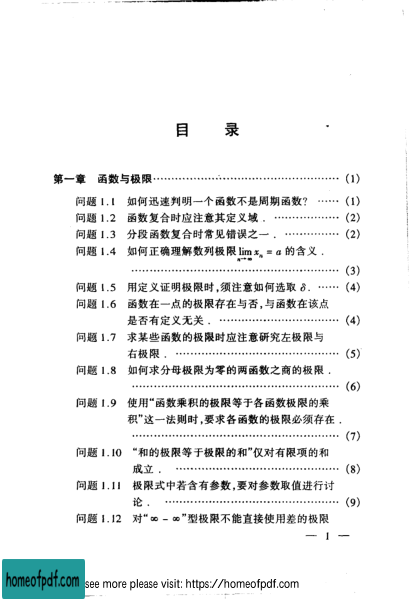 目 录
第一章 函数与极限……………………………………… (1)
问题 1.1 如何迅速判明一个函数不是周期函数? …… (1)
问题 1.2 函数复合时应注意其定义域. ……………… (2)
问题 1.3 分段函数复合时常见错误之一. …………… (2)
问题 1.4 如何正确理解数列极限 lim x_n = a 的含义.
n→∞
………………………………………………… (3)
问题 1.5 用定义证明极限时,须注意如何选取 δ. …… (4)
问题 1.6 函数在一点的极限存在与否,与函数在该点
是否有定义无关. ………………………… (4)
问题 1.7 求某些函数的极限时应注意研究左极限与
右极限. …………………………………… (5)
问题 1.8 如何求分母极限为零的两函数之商的极限.
………………………………………………… (6)
问题 1.9 使用“函数乘积的极限等于各函数极限的乘
积”这一法则时,要求各函数的极限必须存在.
………………………………………………… (7)
问题 1.10 “和的极限等于极限的和”仅对有限项的和
成立. …………………………………… (8)
问题 1.11 极限式中若含有参数,要对参数取值进行讨
论. ……………………………………… (9)
问题 1.12 对“∞ - ∞”型极限不能直接使用差的极限
— 1 —
homeofpdf.com
see more please visit: https://homeofpdf.com